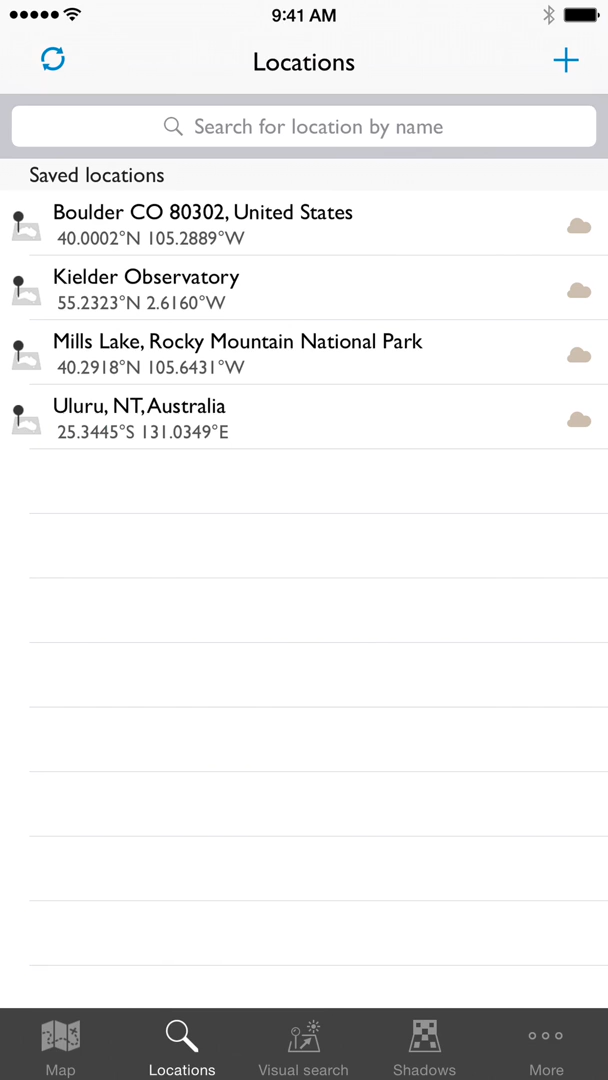 9:41 AM
Locations
Search for location by name
Saved locations
Boulder CO 80302, United States
40.0002°N 105.2889°W
Kielder Observatory
55.2323°N 2.6160°W
Mills Lake, Rocky Mountain National Park
40.2918°N 105.6431°W
Uluru, NT, Australia
25.3445°S 131.0349°E
Map Locations Visual search Shadows More